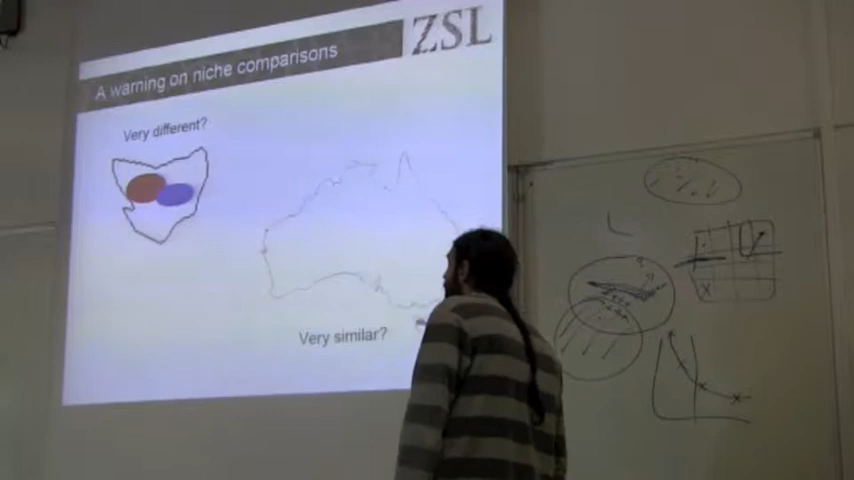 A warning on niche comparisons
ZSL
Very different?
Very similar?